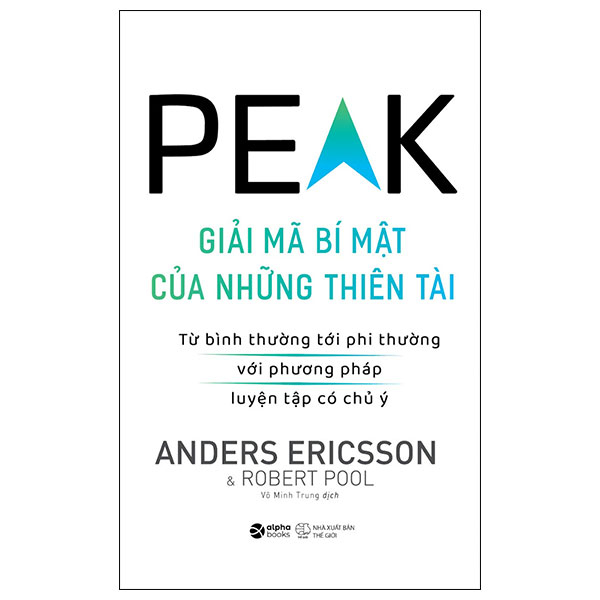 PEAK
GIẢI MÃ BÍ MẬT
CỦA NHỮNG THIÊN TÀI
Từ bình thường tới phi thường
với phương pháp
luyện tập có chủ ý
ANDERS ERICSSON
& ROBERT POOL
Võ Minh Trung dịch
alpha books
NHÀ XUẤT BẢN
THẾ GIỚI